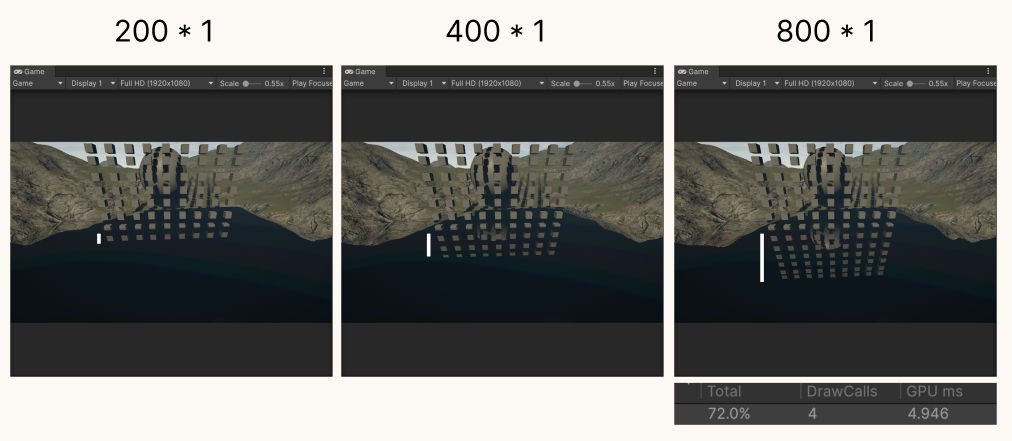 200 * 1
400 * 1
800 * 1
Game
Game Display 1 Full HD (1920x1080) Scale 0.55x Play Focuse
Game
Game Display 1 Full HD (1920x1080) Scale 0.55x Play Focuse
Game
Game Display 1 Full HD (1920x1080) Scale 0.55x Play Focuse
Total DrawCalls GPU ms
72.0% 4 4.946